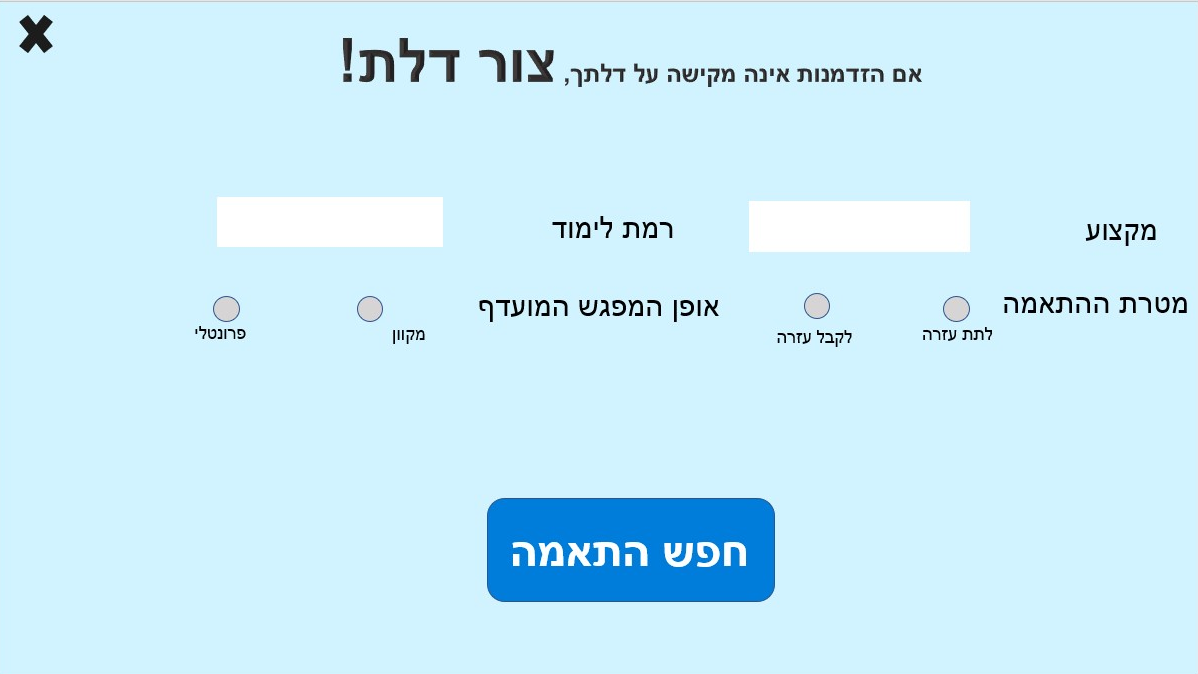 אם הזדמנות אינה מקישה על דלתך, צור דלת!
מקצוע
רמת לימוד
מטרת ההתאמה
לתת עזרה
לקבל עזרה
אופן המפגש המועדף
מקוון
פרונטלי
חפש התאמה